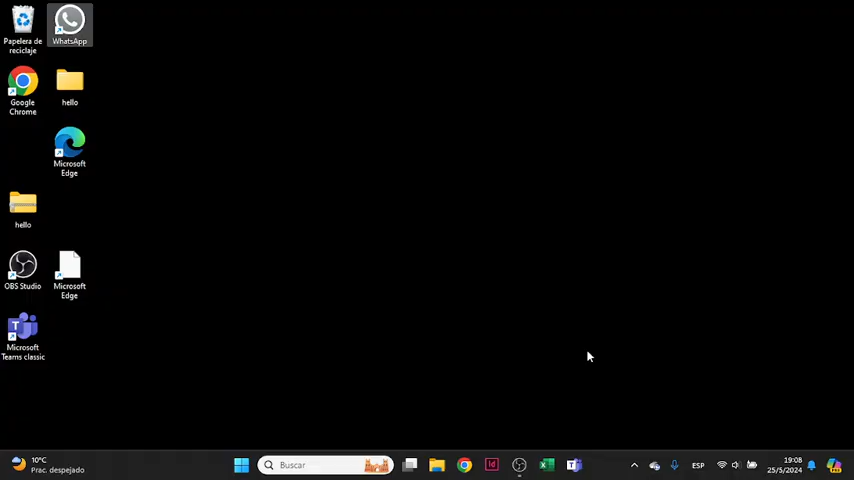 Papelera de
reciclaje
WhatsApp
Google
Chrome
hello
Microsoft
Edge
hello
OBS Studio
Microsoft
Edge
Microsoft
Teams classic
10°C
Prac. despejado
Buscar
Id
ESP
19:08
25/5/2024